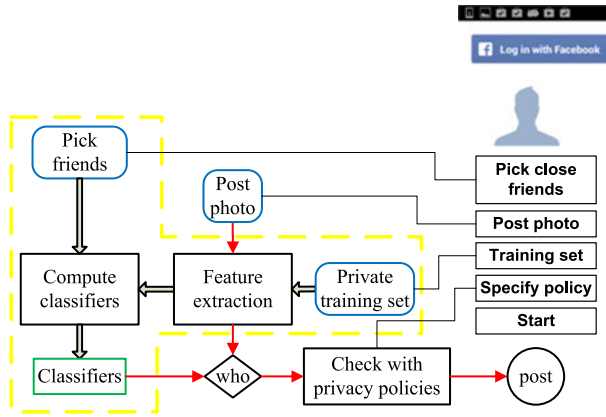 f Log in with Facebook
Pick
friends
Post
photo
Pick close
friends
Post photo
Compute
classifiers
Feature
extraction
Private
training set
Training set
Specify policy
Start
Classifiers
who
Check with
privacy policies
post